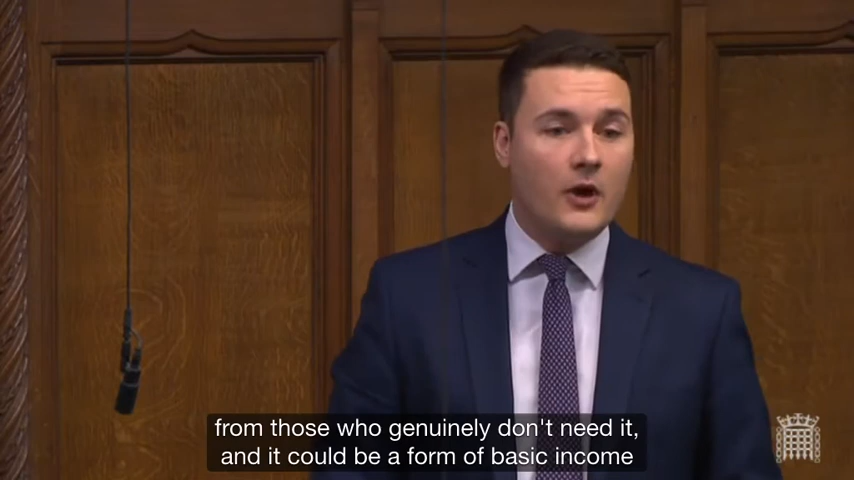 from those who genuinely don't need it,
and it could be a form of basic income